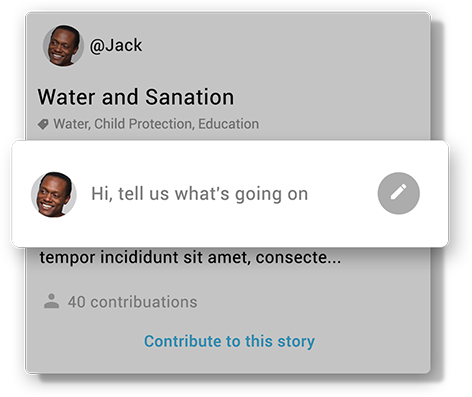 @Jack
Water and Sanation
Water, Child Protection, Education
Hi, tell us what's going on
tempor incididunt sit amet, consecte...
40 contribuations
Contribute to this story